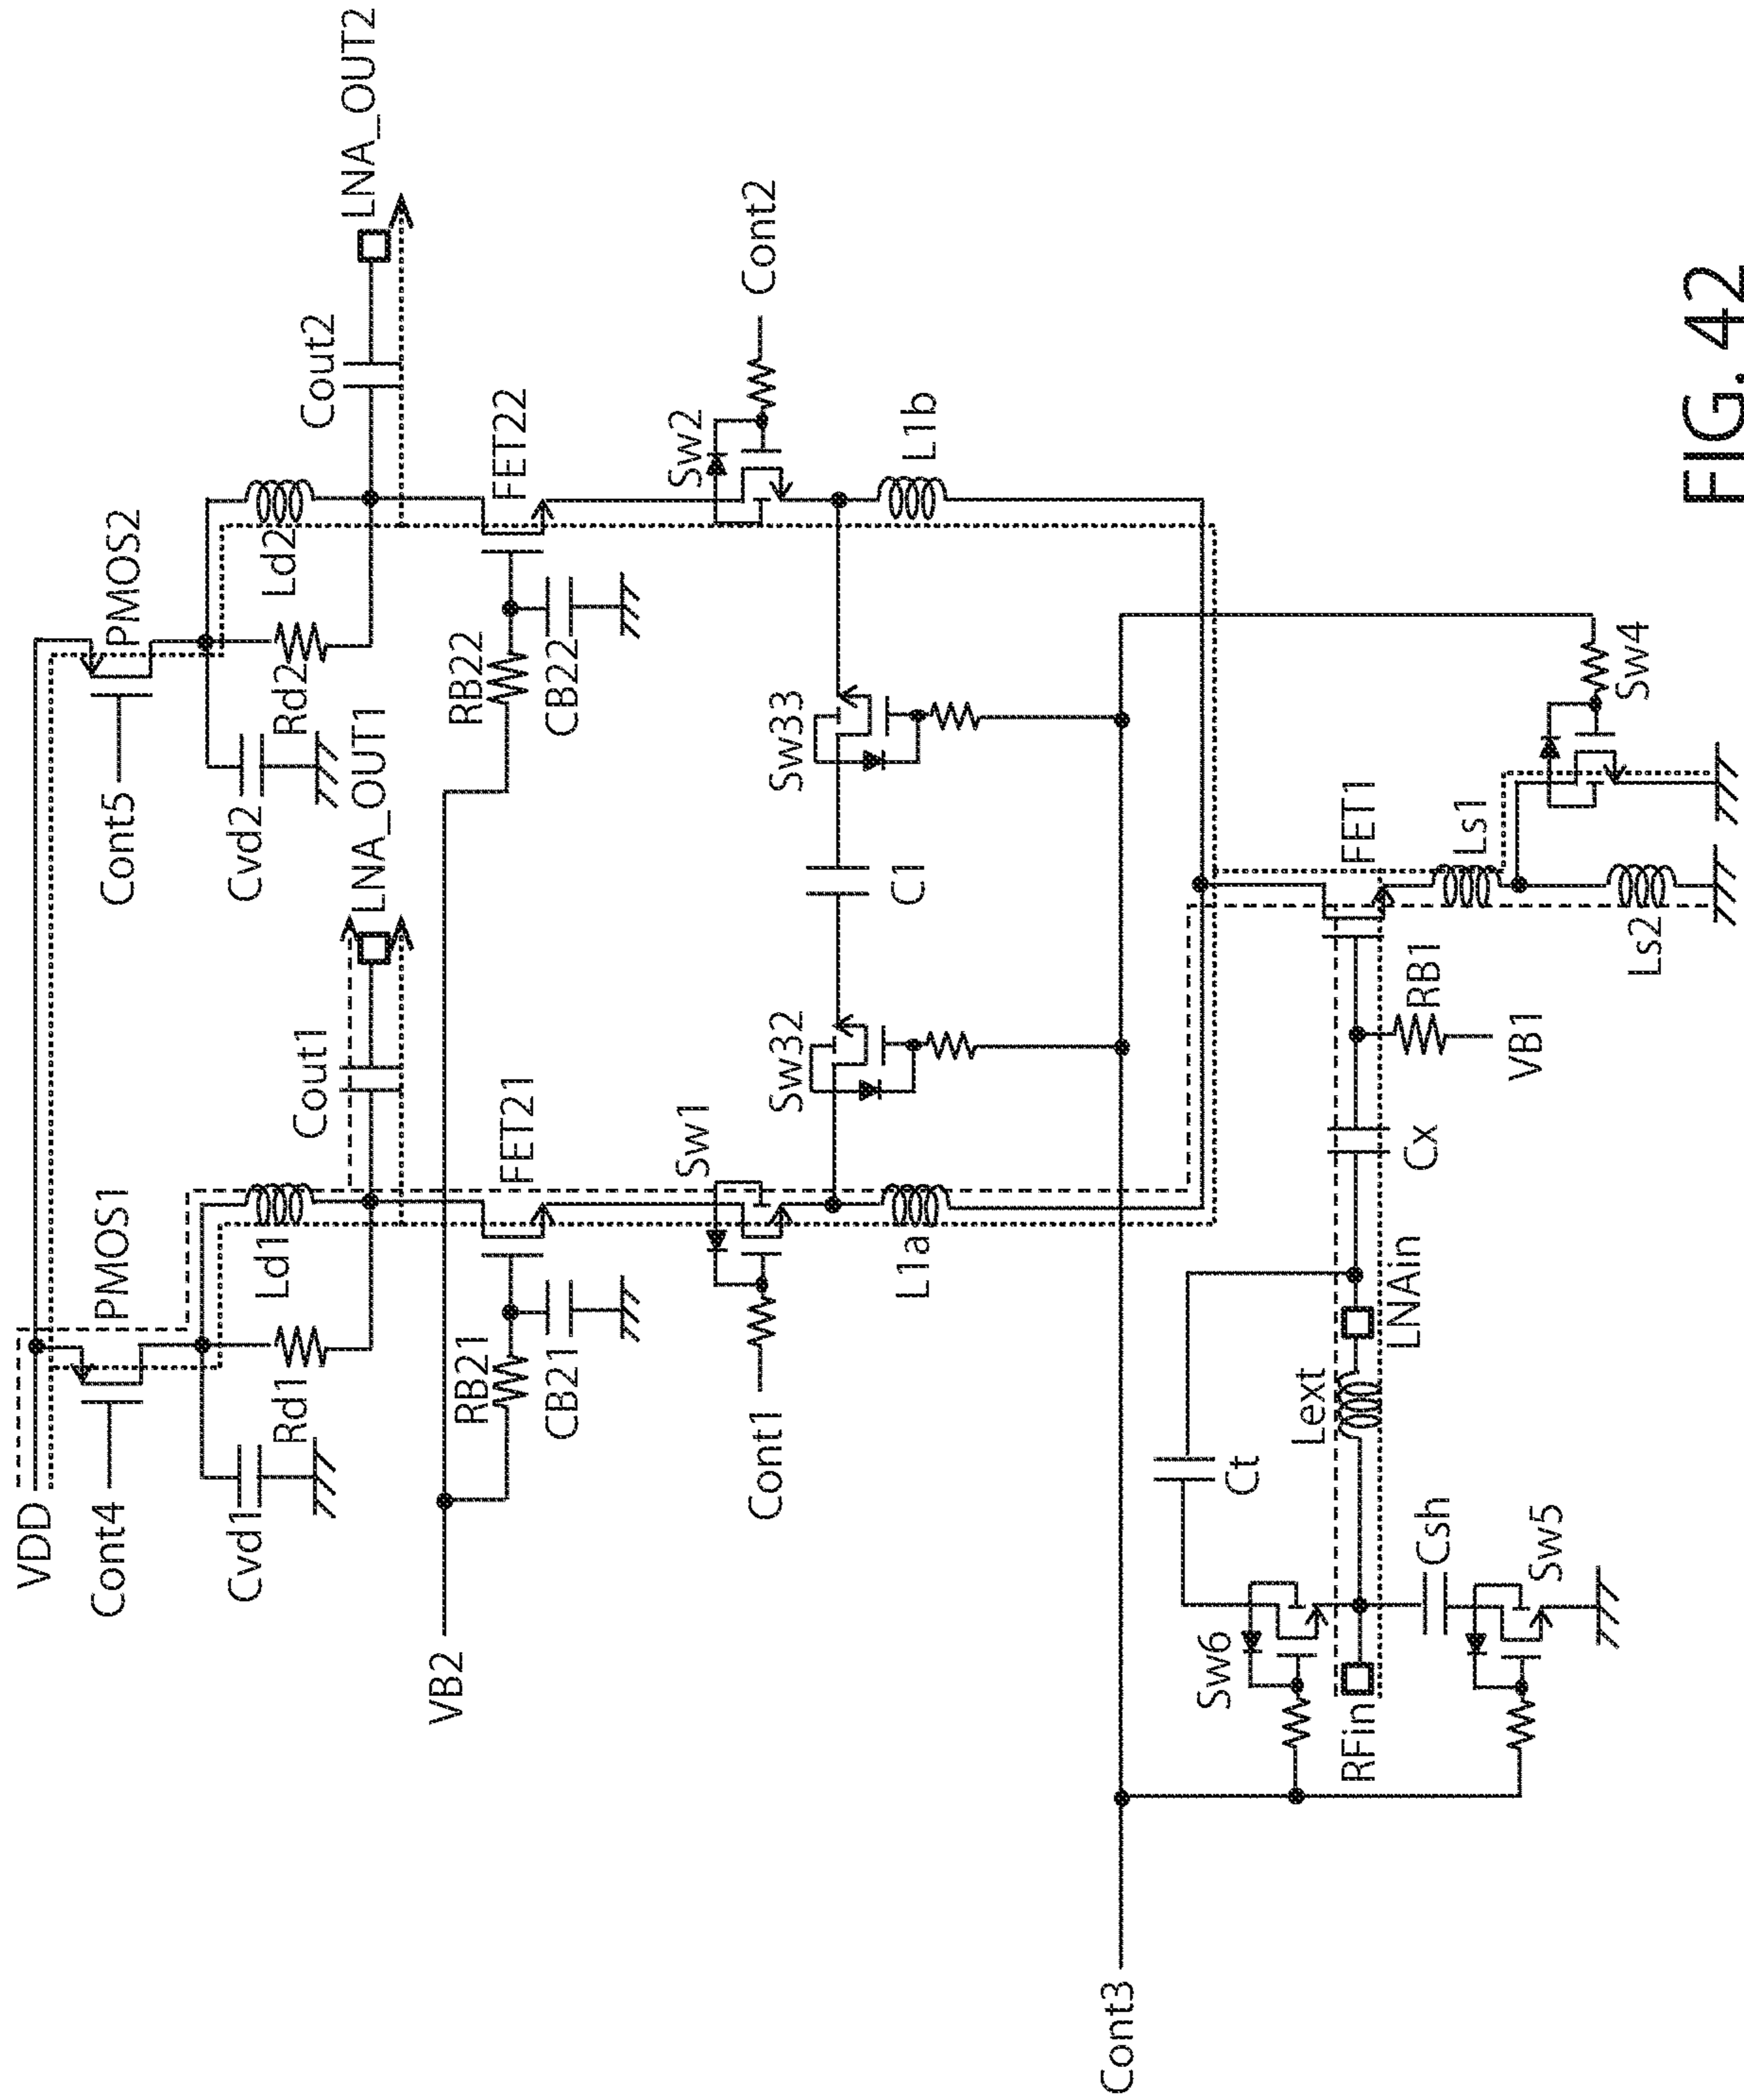 VDD
Cont4
PMOS1
Cont5
PMOS2
Cvd1
Rd1
Ld1
Cout1
LNA_OUT1
Cvd2
Rd2
Ld2
Cout2
LNA_OUT2
VB2
RB21
CB21
FET21
RB22
CB22
FET22
Cont1
Sw1
Sw32
C1
Sw33
Sw2
Cont2
L1a
L1b
Cont3
Sw6
Ct
RFin
Lext
LNAin
Cx
Csh
Sw5
RB1
VB1
FET1
Ls1
Ls2
Sw4
FIG. 42